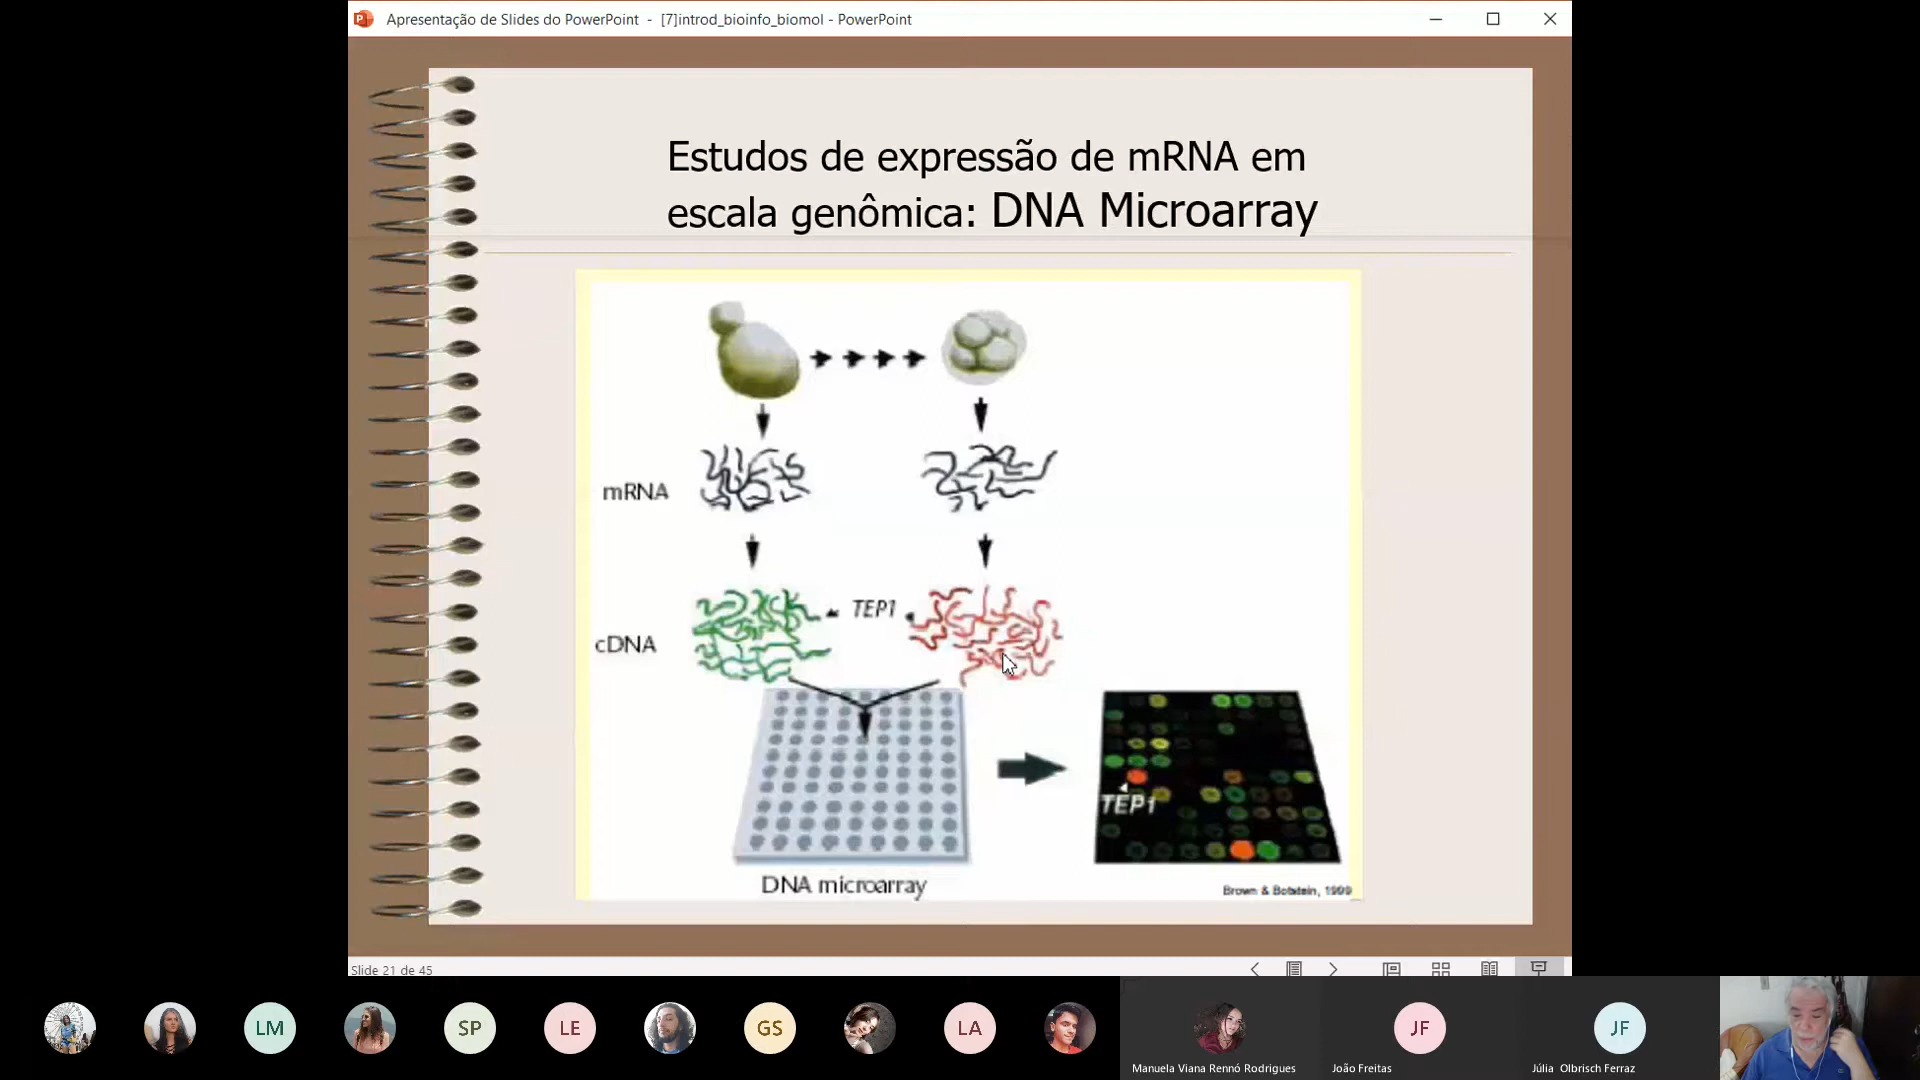 Apresentação de Slides do PowerPoint - [7]introd_bioinfo_biomol - PowerPoint
Estudos de expressão de mRNA em
escala genômica: DNA Microarray
mRNA
TEP1
cDNA
TEP1
DNA microarray
Brown & Botstein, 1999
Slide 21 de 45
LM
SP
LE
GS
LA
JF
JF
Manuela Viana Rennó Rodrigues
João Freitas
Júlia Olbrisch Ferraz